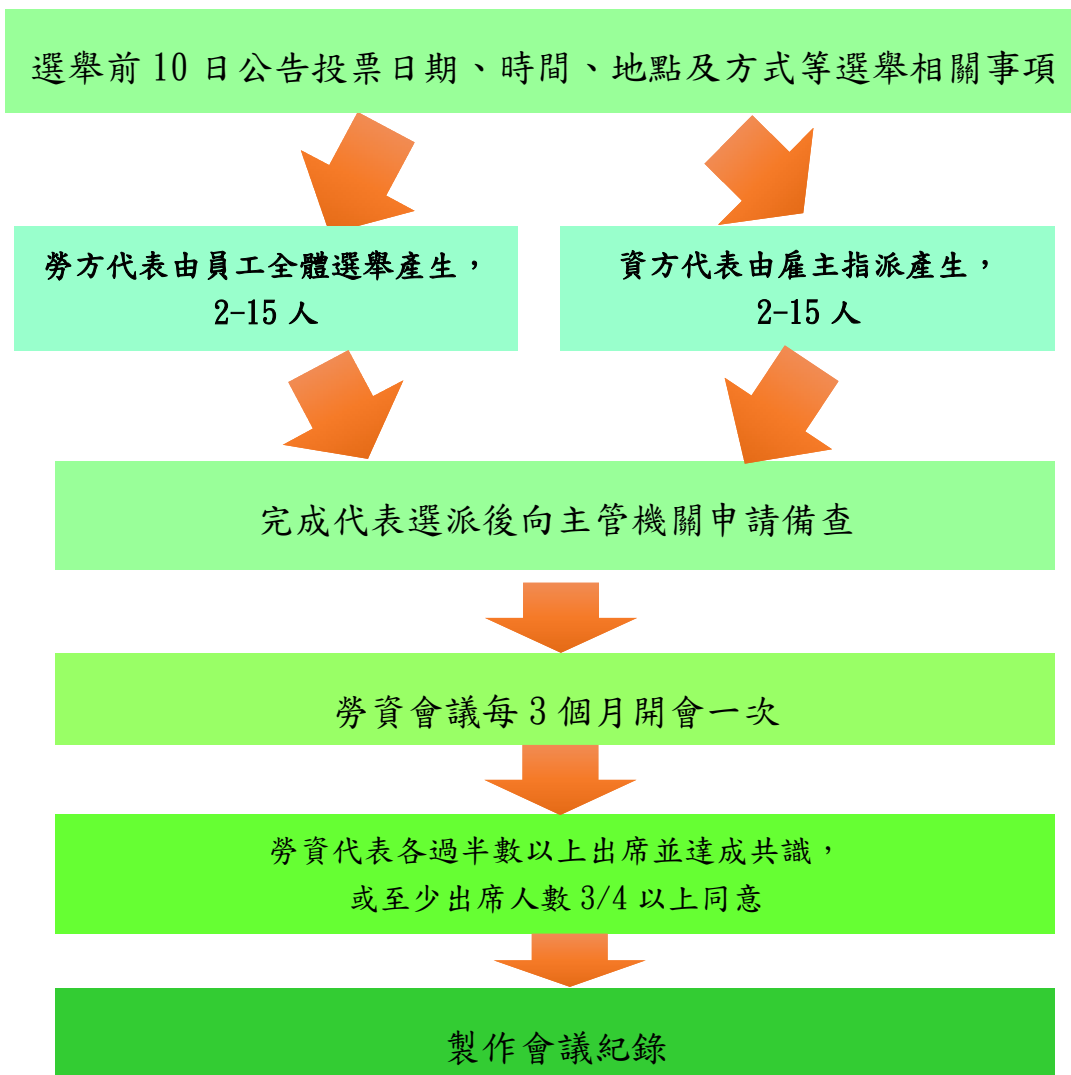 選舉前 10 日公告投票日期、時間、地點及方式等選舉相關事項
勞方代表由員工全體選舉產生，
2-15 人
資方代表由雇主指派產生，
2-15 人
完成代表選派後向主管機關申請備查
勞資會議每 3 個月開會一次
勞資代表各過半數以上出席並達成共識，
或至少出席人數 3/4 以上同意
製作會議紀錄